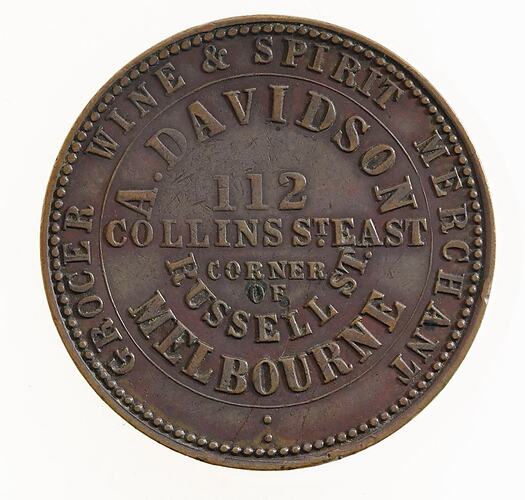 GROCER WINE & SPIRIT MERCHANT
A. DAVIDSON
112
COLLINS ST. EAST
CORNER
OF
RUSSELL ST.
MELBOURNE